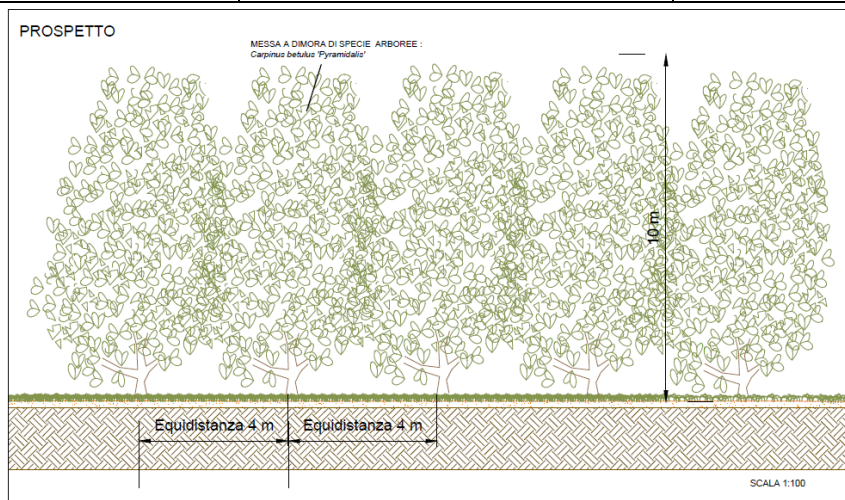 PROSPETTO
MESSA A DIMORA DI SPECIE ARBOREE :
Carpinus betulus 'Pyramidalis'
10 m
Equidistanza 4 m
Equidistanza 4 m
SCALA 1:100